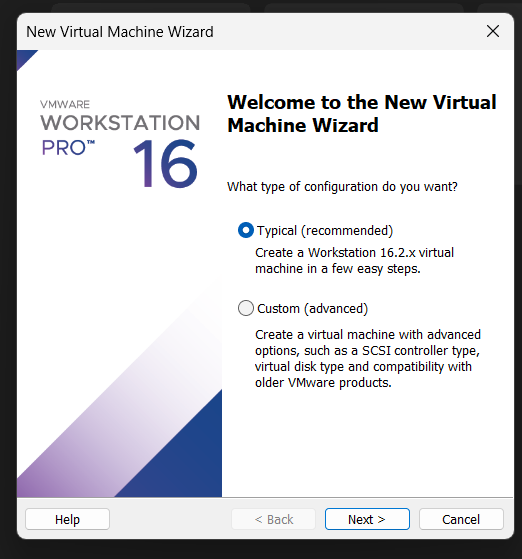 New Virtual Machine Wizard
VMWARE
WORKSTATION
PRO™ 16
Welcome to the New Virtual
Machine Wizard
What type of configuration do you want?
Typical (recommended)
Create a Workstation 16.2.x virtual
machine in a few easy steps.
Custom (advanced)
Create a virtual machine with advanced
options, such as a SCSI controller type,
virtual disk type and compatibility with
older VMware products.
Help
< Back
Next >
Cancel